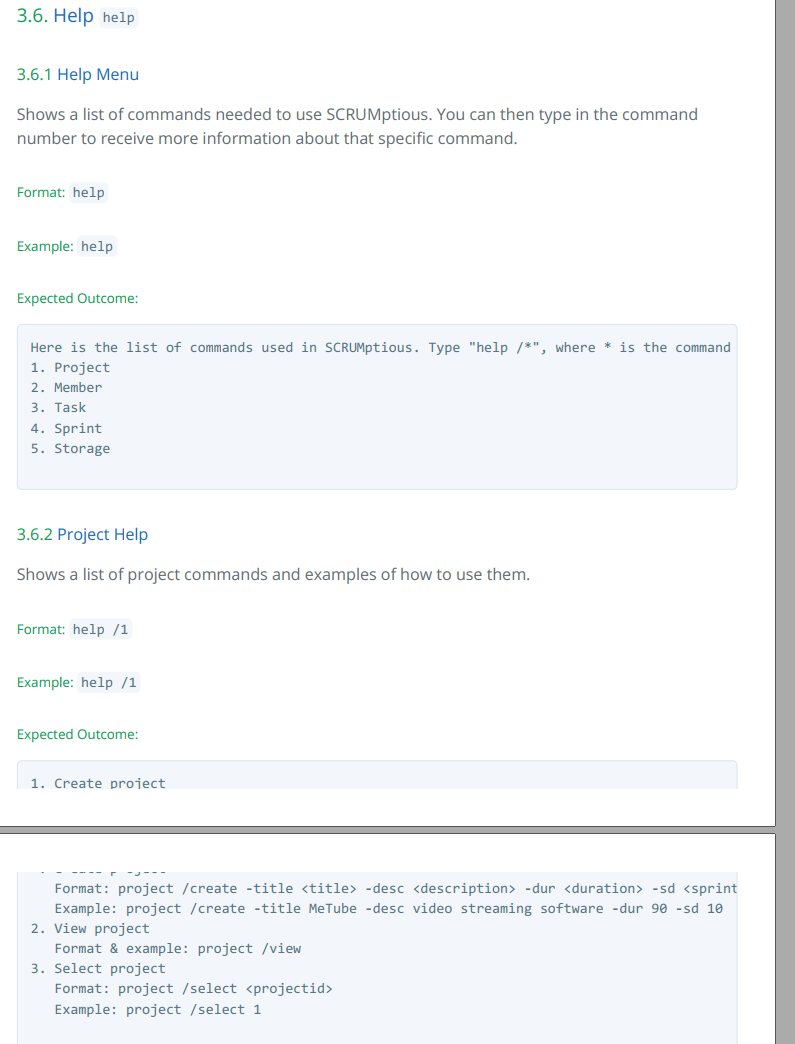 3.6. Help help
3.6.1 Help Menu
Shows a list of commands needed to use SCRUMptious. You can then type in the command
number to receive more information about that specific command.
Format: help
Example: help
Expected Outcome:
Here is the list of commands used in SCRUMptious. Type "help /*", where * is the command
1. Project
2. Member
3. Task
4. Sprint
5. Storage
3.6.2 Project Help
Shows a list of project commands and examples of how to use them.
Format: help /1
Example: help /1
Expected Outcome:
1. Create project
Format: project /create -title <title> -desc <description> -dur <duration> -sd <sprint
Example: project /create -title MeTube -desc video streaming software -dur 90 -sd 10
2. View project
Format & example: project /view
3. Select project
Format: project /select <projectid>
Example: project /select 1